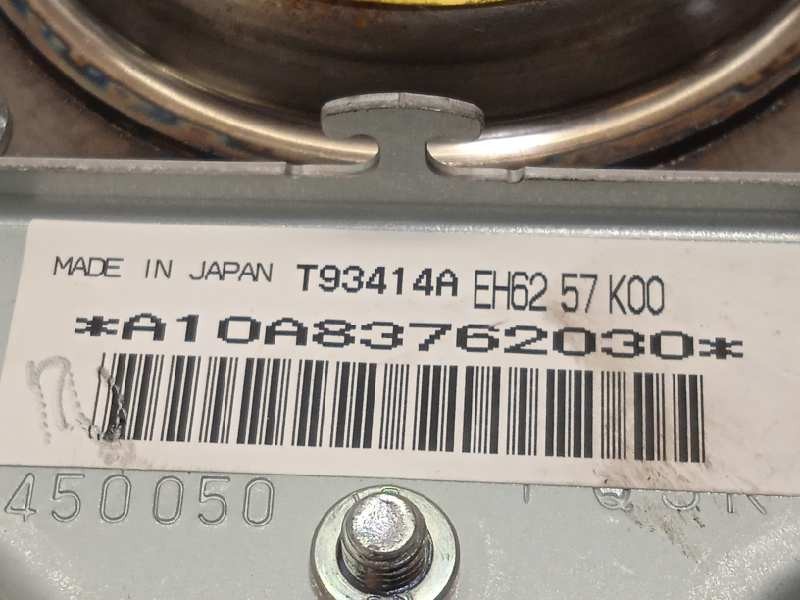 MADE IN JAPAN T93414A EH62 57 K00
*A10A83762030*
450050